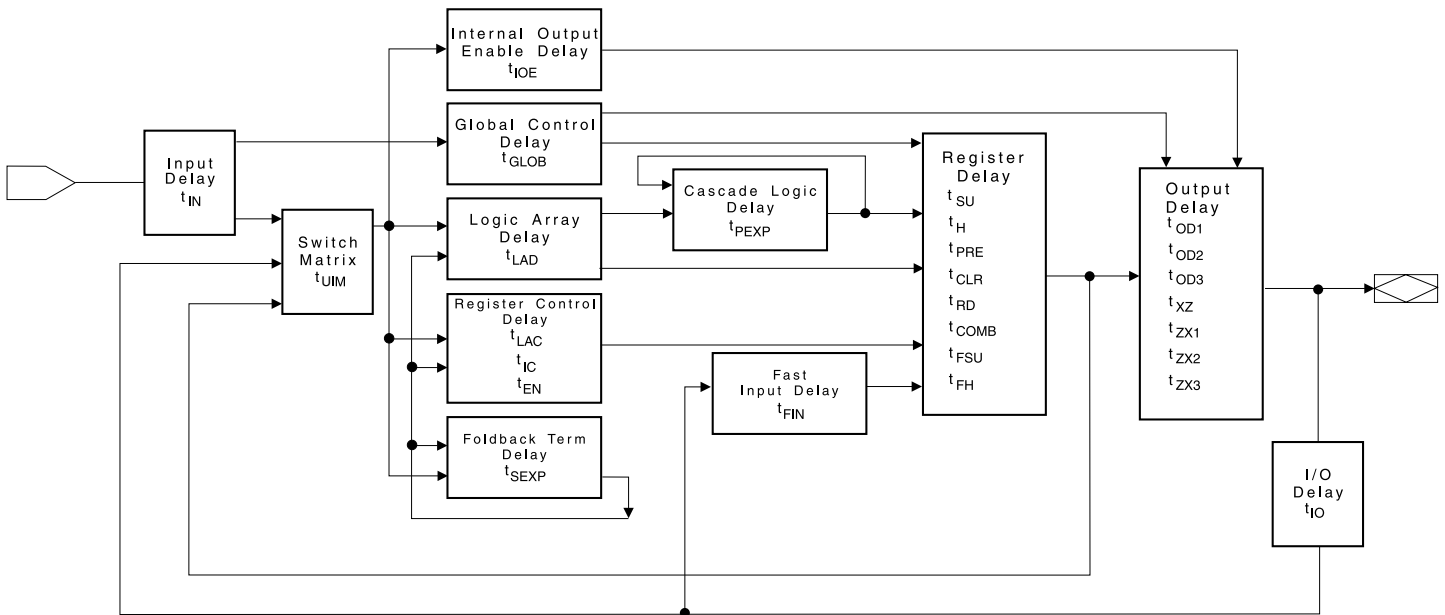 Input
Delay
tIN
Switch
Matrix
tUIM
Internal Output
Enable Delay
tIOE
Global Control
Delay
tGLOB
Logic Array
Delay
tLAD
Register Control
Delay
tLAC
tIC
tEN
Foldback Term
Delay
tSEXP
Cascade Logic
Delay
tPEXP
Fast
Input Delay
tFIN
Register
Delay
tSU
tH
tPRE
tCLR
tRD
tCOMB
tFSU
tFH
Output
Delay
tOD1
tOD2
tOD3
tXZ
tZX1
tZX2
tZX3
I/O
Delay
tIO